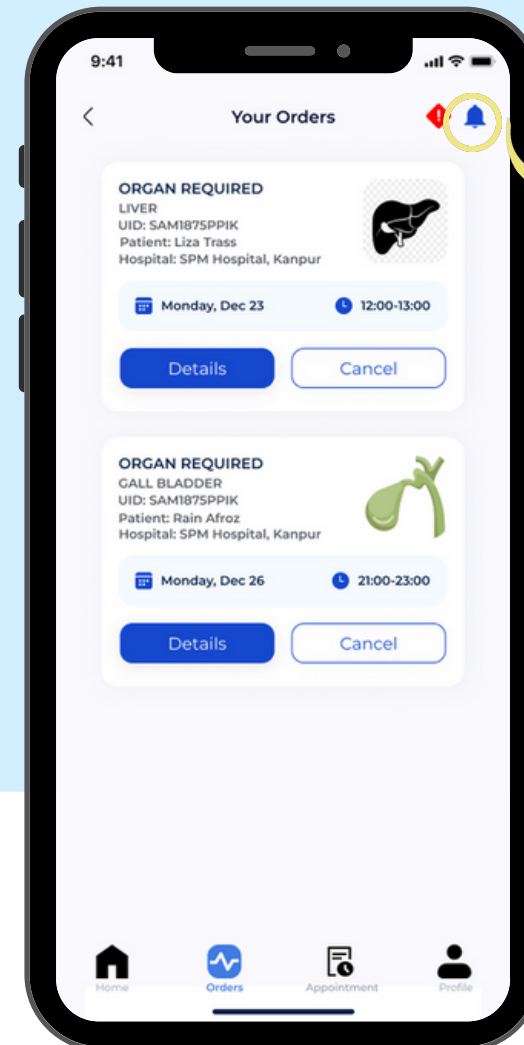 9:41
Your Orders
ORGAN REQUIRED
LIVER
UID: SAM1875PPIK
Patient: Liza Trass
Hospital: SPM Hospital, Kanpur
Monday, Dec 23
12:00-13:00
Details
Cancel
ORGAN REQUIRED
GALL BLADDER
UID: SAM1875PPIK
Patient: Rain Afroz
Hospital: SPM Hospital, Kanpur
Monday, Dec 26
21:00-23:00
Details
Cancel
Home
Orders
Appointment
Profile